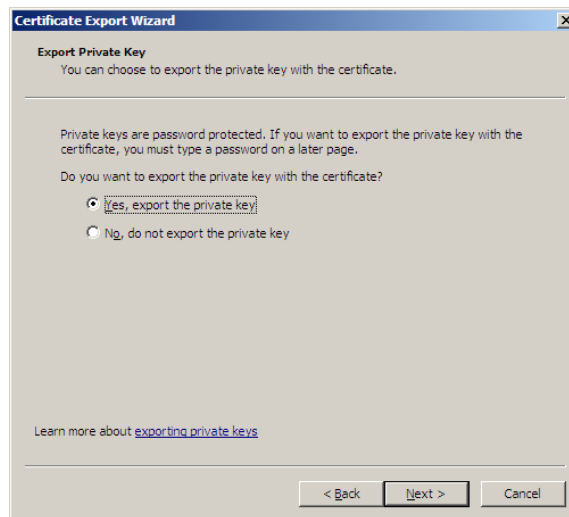 Certificate Export Wizard
Export Private Key
You can choose to export the private key with the certificate.
Private keys are password protected. If you want to export the private key with the
certificate, you must type a password on a later page.
Do you want to export the private key with the certificate?
Yes, export the private key
No, do not export the private key
Learn more about exporting private keys
< Back Next > Cancel